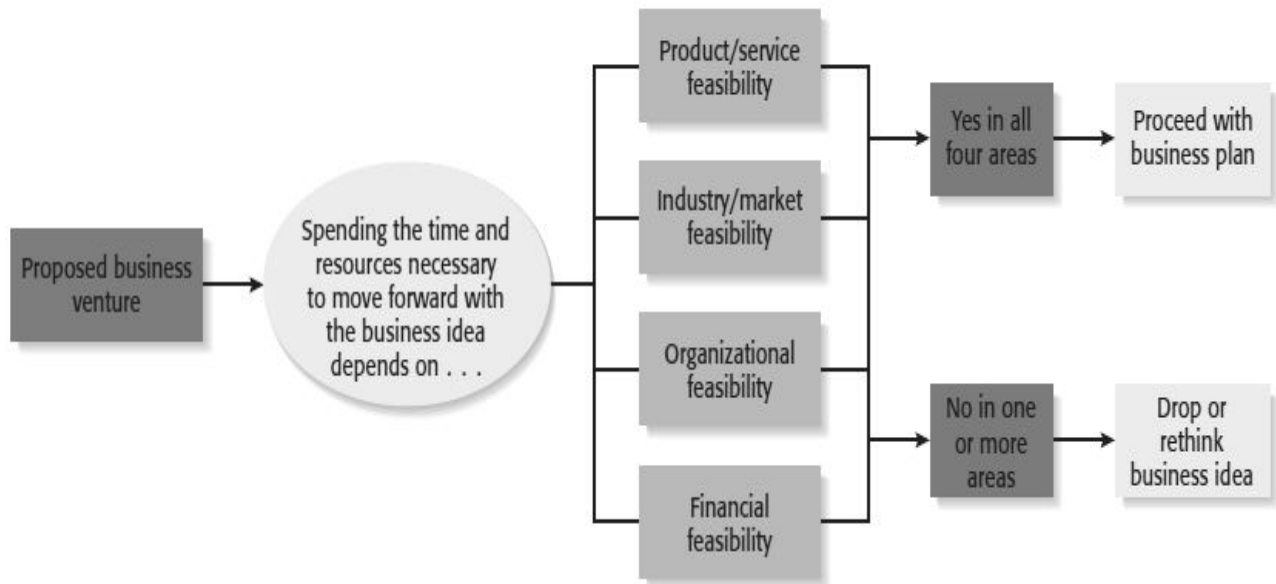 Proposed business
venture
Spending the time and
resources necessary
to move forward with
the business idea
depends on . . .
Product/service
feasibility
Industry/market
feasibility
Organizational
feasibility
Financial
feasibility
Yes in all
four areas
Proceed with
business plan
No in one
or more
areas
Drop or
rethink
business idea